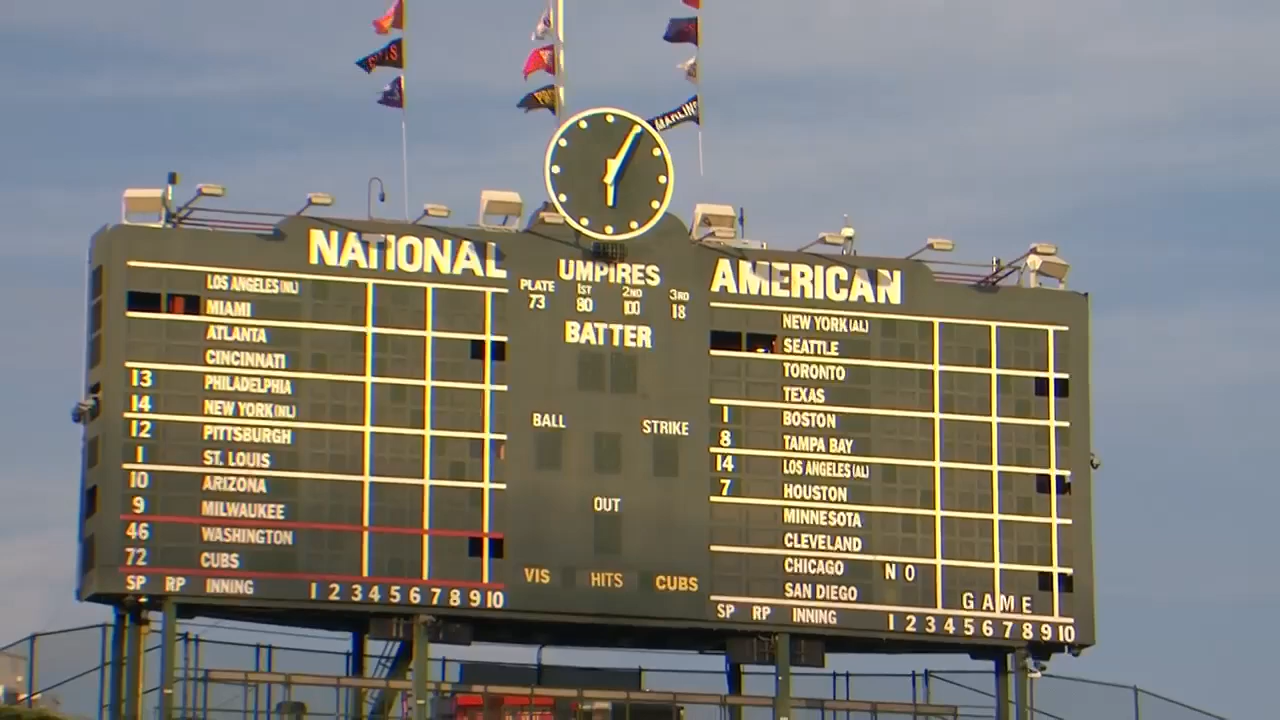 MARLINS
NATIONAL
LOS ANGELES (NL)
MIAMI
ATLANTA
CINCINNATI
13 PHILADELPHIA
14 NEW YORK (NL)
12 PITTSBURGH
1 ST. LOUIS
10 ARIZONA
9 MILWAUKEE
46 WASHINGTON
72 CUBS
SP RP INNING 1 2 3 4 5 6 7 8 9 10
UMPIRES
PLATE 1ST 2ND 3RD
73 80 100 18
BATTER
BALL STRIKE
OUT
VIS HITS CUBS
AMERICAN
NEW YORK (AL)
SEATTLE
TORONTO
TEXAS
1 BOSTON
8 TAMPA BAY
14 LOS ANGELES (AL)
7 HOUSTON
MINNESOTA
CLEVELAND
CHICAGO NO
SAN DIEGO GAME
SP RP INNING 1 2 3 4 5 6 7 8 9 10